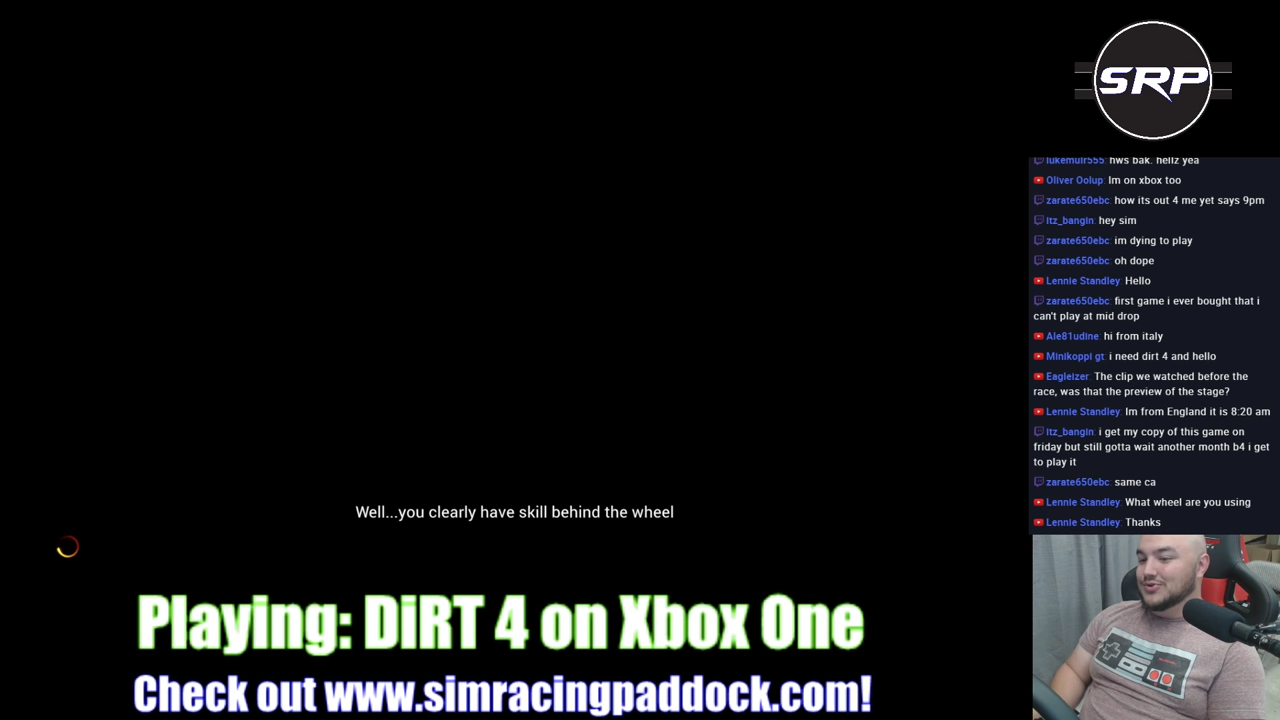 SRP
lukemuir555: hws bak. hellz yea
Oliver Oolup: Im on xbox too
zarate650ebc: how its out 4 me yet says 9pm
itz_bangin: hey sim
zarate650ebc: im dying to play
zarate650ebc: oh dope
Lennie Standley: Hello
zarate650ebc: first game i ever bought that i
can't play at mid drop
Ale81udine: hi from italy
Minikoppi gt: i need dirt 4 and hello
Eagleizer: The clip we watched before the
race, was that the preview of the stage?
Lennie Standley: Im from England it is 8:20 am
itz_bangin: i get my copy of this game on
friday but still gotta wait another month b4 i get
to play it
zarate650ebc: same ca
Lennie Standley: What wheel are you using
Lennie Standley: Thanks
Well...you clearly have skill behind the wheel
Playing: DiRT 4 on Xbox One
Check out www.simracingpaddock.com!